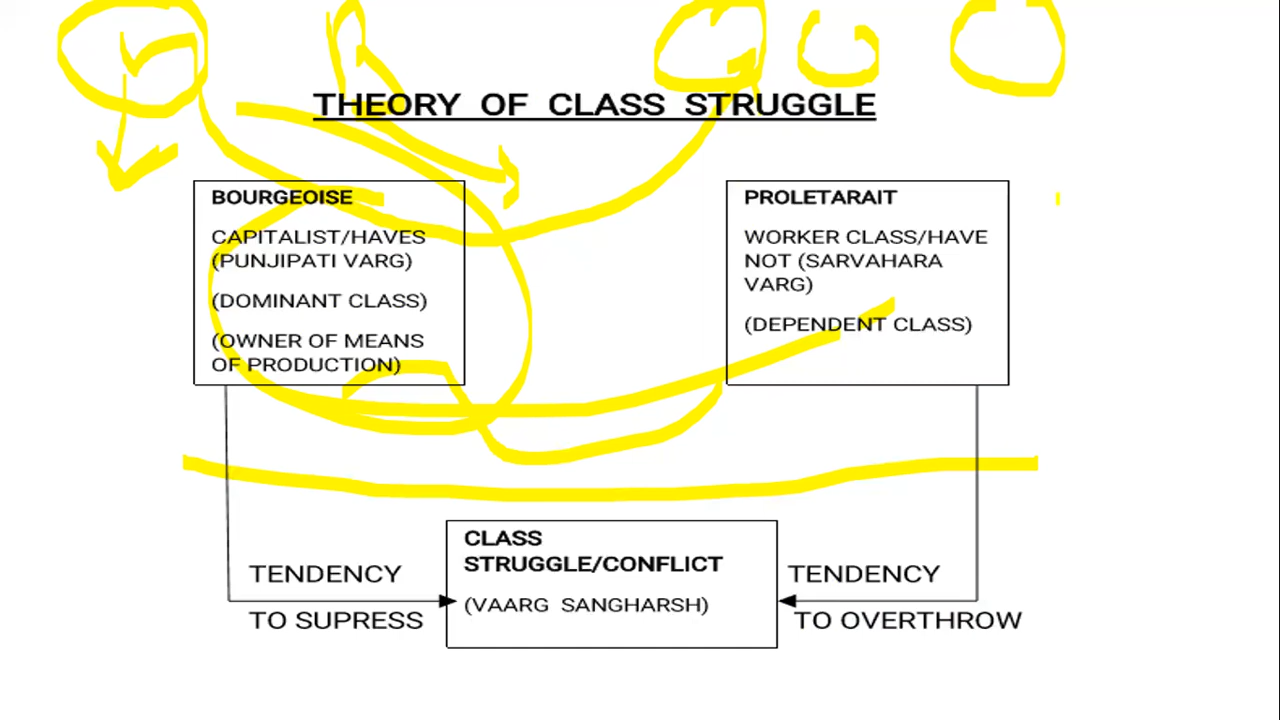 THEORY OF CLASS STRUGGLE
BOURGEOISE
CAPITALIST/HAVES
(PUNJIPATI VARG)
(DOMINANT CLASS)
(OWNER OF MEANS
OF PRODUCTION)
PROLETARAIT
WORKER CLASS/HAVE
NOT (SARVAHARA
VARG)
(DEPENDENT CLASS)
TENDENCY
TO SUPRESS
CLASS
STRUGGLE/CONFLICT
(VAARG SANGHARSH)
TENDENCY
TO OVERTHROW